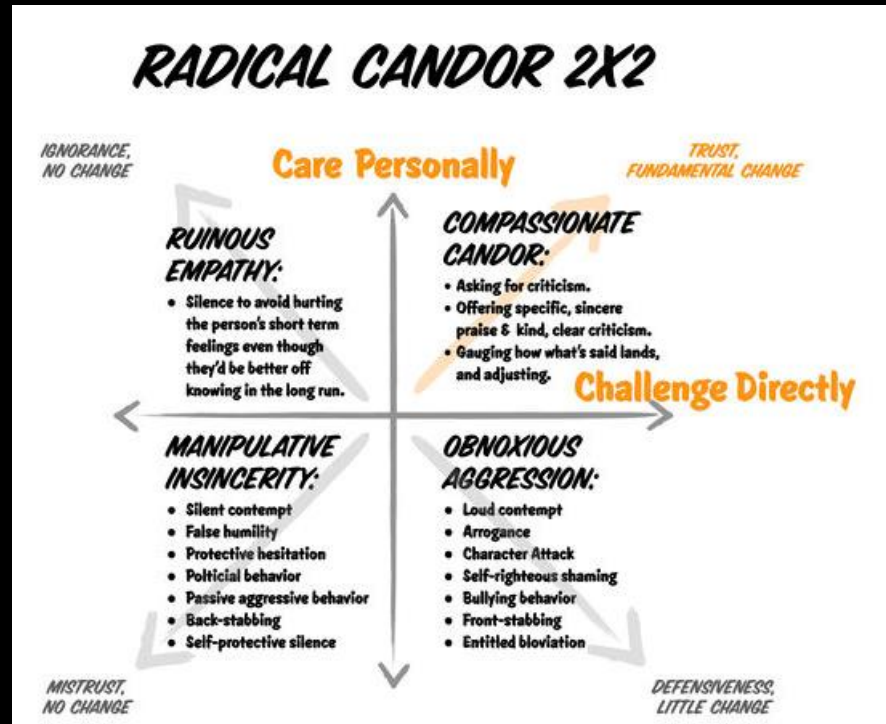 RADICAL CANDOR 2X2
IGNORANCE,
NO CHANGE
Care Personally
TRUST,
FUNDAMENTAL CHANGE
RUINOUS
EMPATHY:
• Silence to avoid hurting
the person's short term
feelings even though
they'd be better off
knowing in the long run.
COMPASSIONATE
CANDOR:
• Asking for criticism.
• Offering specific, sincere
praise & kind, clear criticism.
• Gauging how what's said lands,
and adjusting.
Challenge Directly
MANIPULATIVE
INSINCERITY:
• Silent contempt
• False humility
• Protective hesitation
• Polticial behavior
• Passive aggressive behavior
• Back-stabbing
• Self-protective silence
OBNOXIOUS
AGGRESSION:
• Loud contempt
• Arrogance
• Character Attack
• Self-righteous shaming
• Bullying behavior
• Front-stabbing
• Entitled bloviation
MISTRUST,
NO CHANGE
DEFENSIVENESS,
LITTLE CHANGE